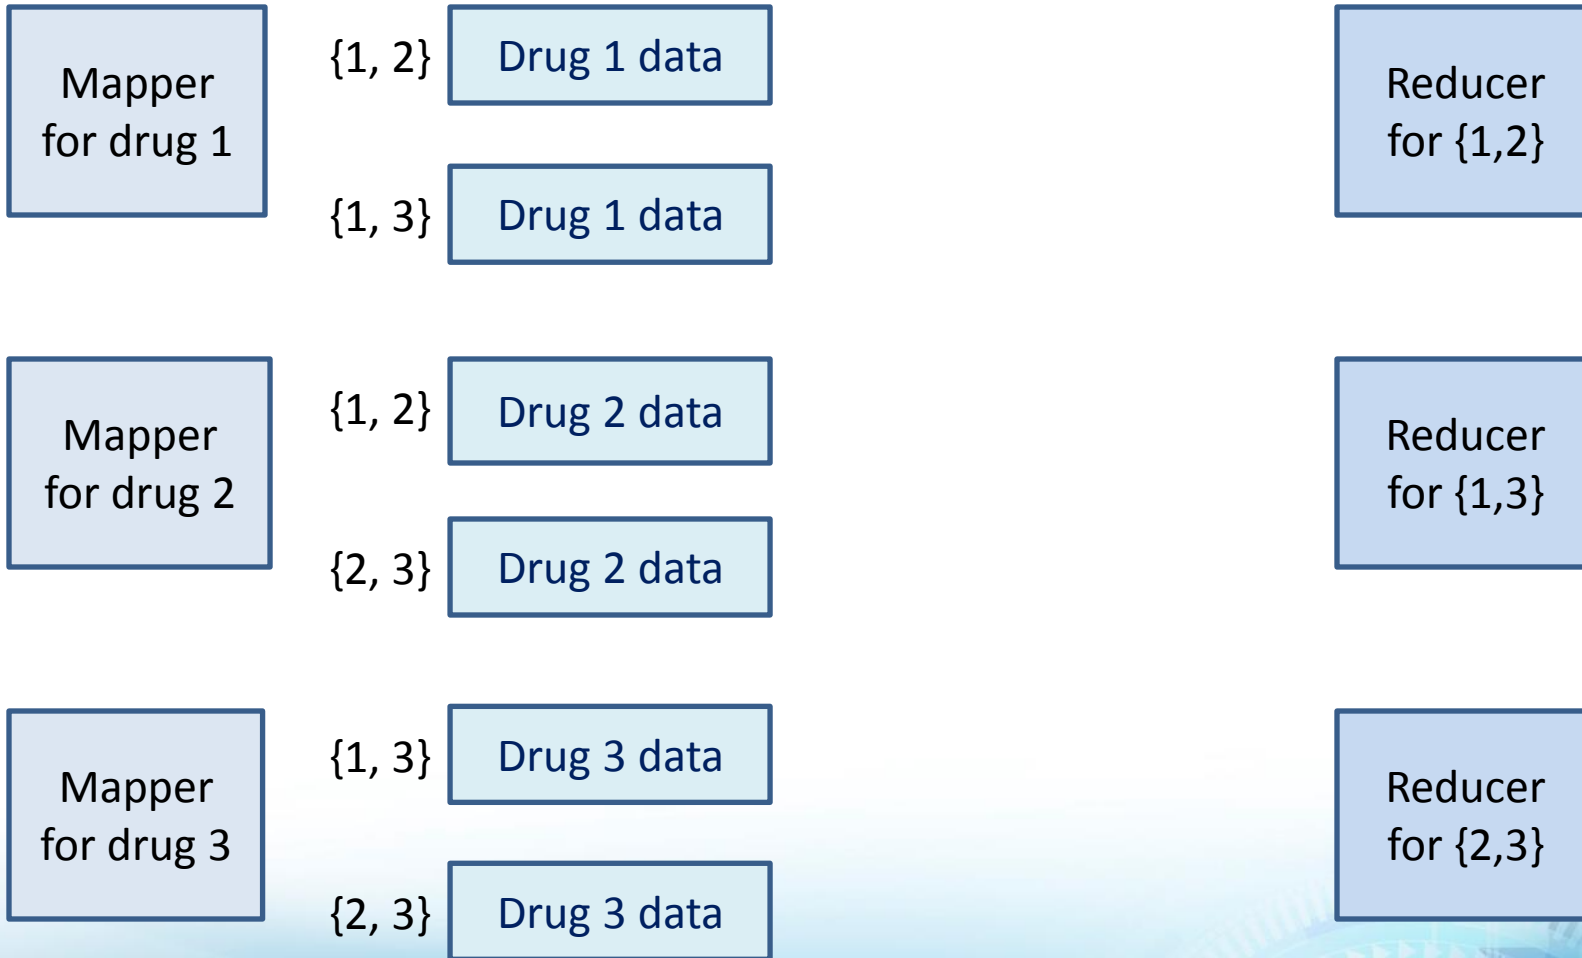 Mapper
for drug 1
{1, 2}
Drug 1 data
{1, 3}
Drug 1 data
Reducer
for {1,2}
Mapper
for drug 2
{1, 2}
Drug 2 data
{2, 3}
Drug 2 data
Reducer
for {1,3}
Mapper
for drug 3
{1, 3}
Drug 3 data
{2, 3}
Drug 3 data
Reducer
for {2,3}